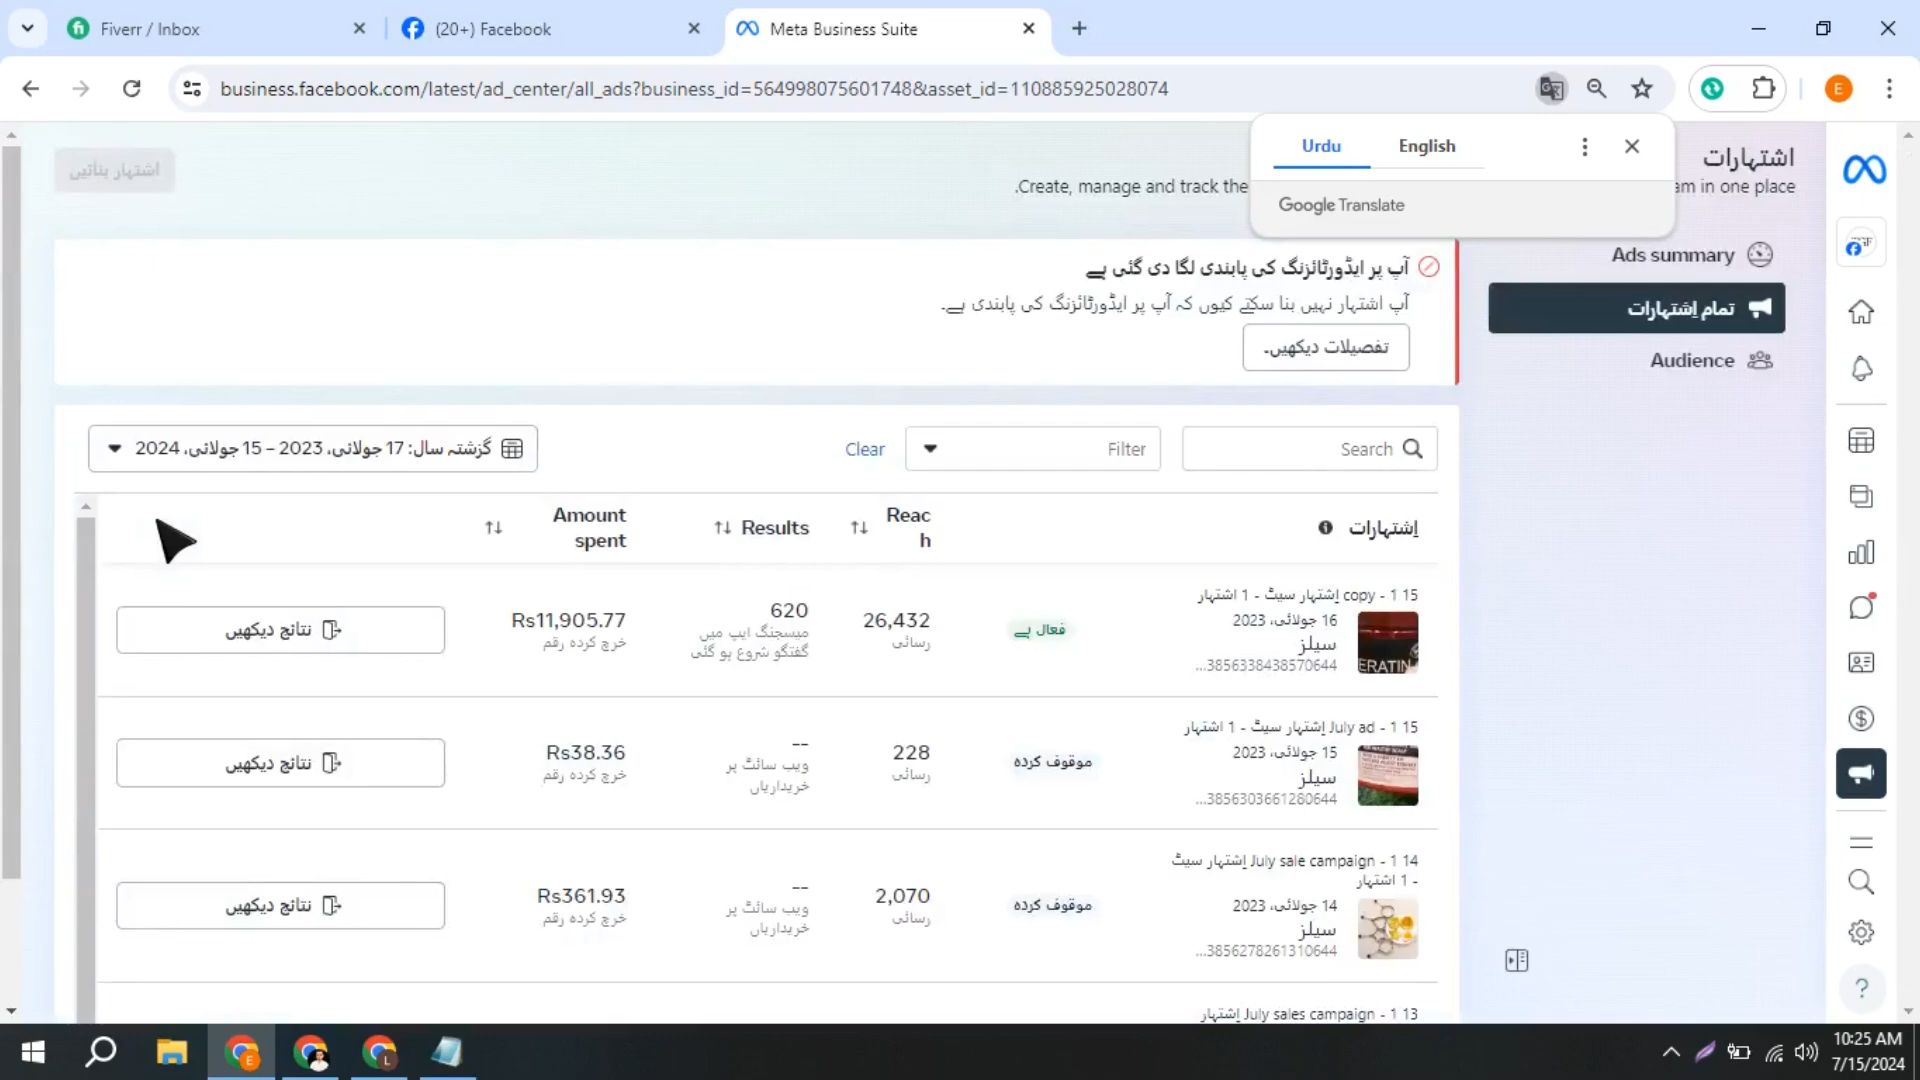 Fiverr / Inbox
(20+) Facebook
Meta Business Suite
business.facebook.com/latest/ad_center/all_ads?business_id=564998075601748&asset_id=110885925028074
E
Urdu
English
Google Translate
اشتہارات
Create, manage and track the
am in one place
اشتہار بنائیں
Ads summary
تمام اِشتہارات
Audience
آپ پر ایڈورٹائزنگ کی پابندی لگا دی گئی ہے
آپ اشتہار نہیں بنا سکتے کیوں کہ آپ پر ایڈورٹائزنگ کی پابندی ہے۔
تفصیلات دیکھیں۔
Search
Filter
Clear
گزشتہ سال: 17 جولائی، 2023 – 15 جولائی، 2024
اِشتہارات
Reac
h
Results
Amount
spent
15 1 - copy اِشتہار سیٹ - 1 اشتہار
16 جولائی، 2023
سیلز
3856338438570644...
ERATIN
فعال ہے
26,432
رسائی
620
میسجنگ ایپ میں
گفتگو شروع ہو گئی
Rs11,905.77
خرچ کردہ رقم
نتائج دیکھیں
15 1 - July ad اِشتہار سیٹ - 1 اشتہار
15 جولائی، 2023
سیلز
3856303661280644...
موقوف کردہ
228
رسائی
--
ویب سائٹ پر
خریداریاں
Rs38.36
خرچ کردہ رقم
نتائج دیکھیں
14 1 - July sale campaign اِشتہار سیٹ
- 1 اشتہار
14 جولائی، 2023
سیلز
3856278261310644...
موقوف کردہ
2,070
رسائی
--
ویب سائٹ پر
خریداریاں
Rs361.93
خرچ کردہ رقم
نتائج دیکھیں
13 1 - July sales campaign اِشتہار
10:25 AM
7/15/2024